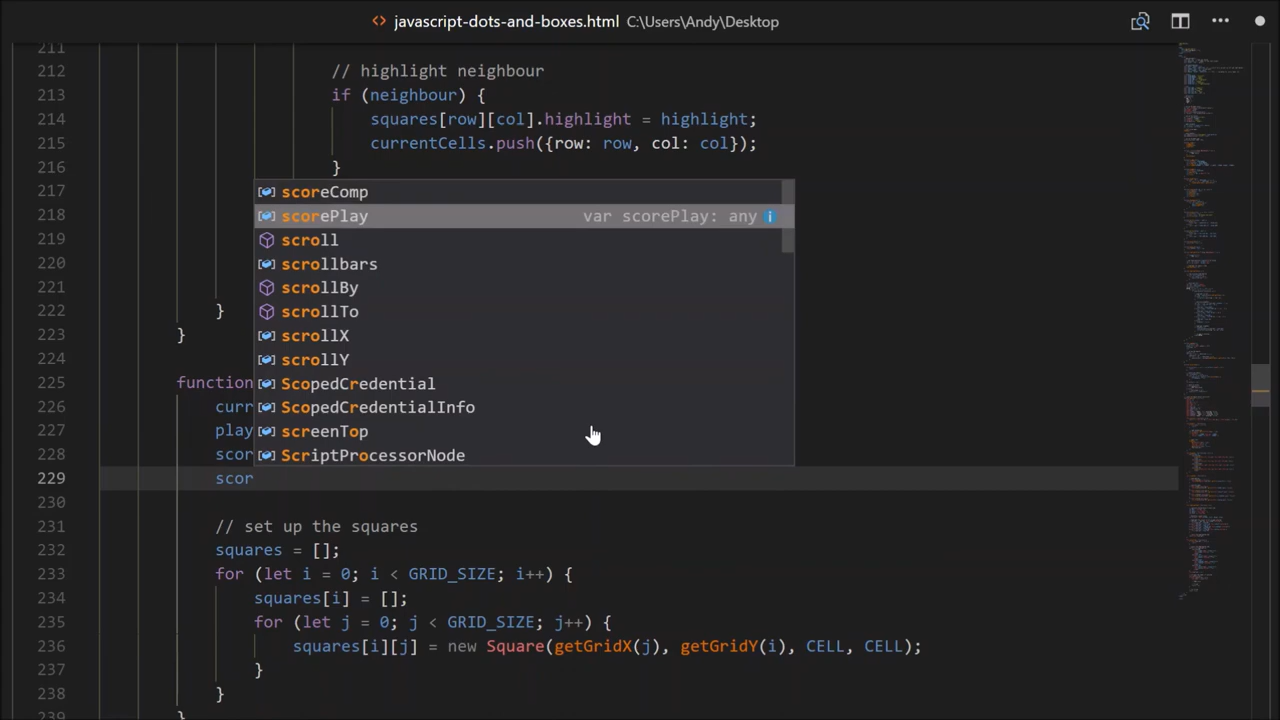 javascript-dots-and-boxes.html C:\Users\Andy\Desktop
211
212 // highlight neighbour
213 if (neighbour) {
214 squares[row][col].highlight = highlight;
215 currentCells.push({row: row, col: col});
216 }
217 scoreComp
218 scorePlay var scorePlay: any
219 scroll
220 scrollbars
221 scrollBy
222 } scrollTo
223 } scrollX
224 scrollY
225 function ScopedCredential
226 curr ScopedCredentialInfo
227 play screenTop
228 scor ScriptProcessorNode
229 scor
230
231 // set up the squares
232 squares = [];
233 for (let i = 0; i < GRID_SIZE; i++) {
234 squares[i] = [];
235 for (let j = 0; j < GRID_SIZE; j++) {
236 squares[i][j] = new Square(getGridX(j), getGridY(i), CELL, CELL);
237 }
238 }
239 }